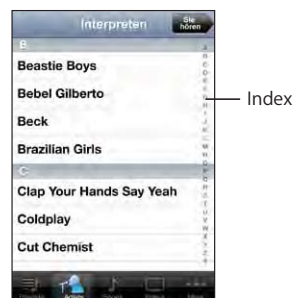 Interpreten
Sie hören
B
Beastie Boys
Bebel Gilberto
Beck
Brazilian Girls
Index
C
Clap Your Hands Say Yeah
Coldplay
Cut Chemist